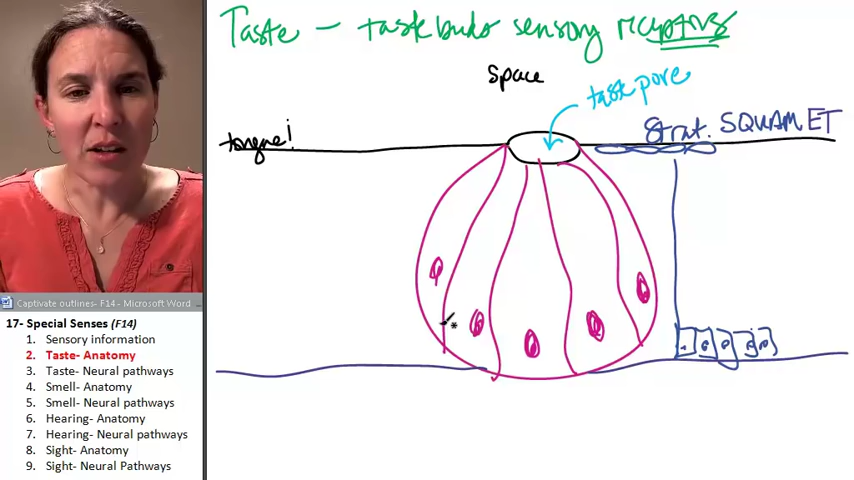 Taste - taste buds sensory receptors
Space
taste pore
Strat. SQUAM ET
tongue!
Captivate outlines- F14 - Microsoft Word
17- Special Senses (F14)
1. Sensory information
2. Taste- Anatomy
3. Taste- Neural pathways
4. Smell- Anatomy
5. Smell- Neural pathways
6. Hearing- Anatomy
7. Hearing- Neural pathways
8. Sight- Anatomy
9. Sight- Neural Pathways